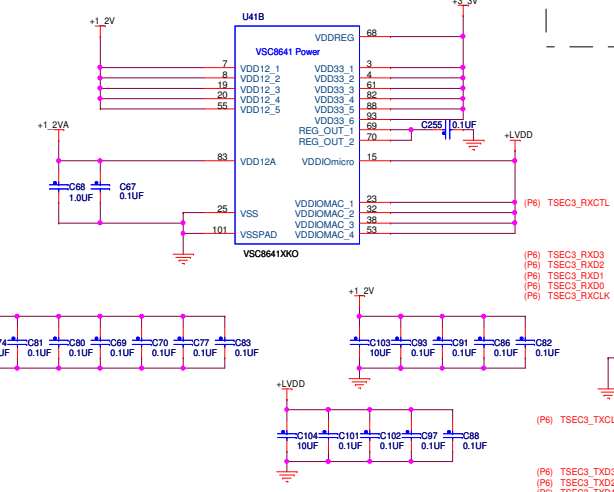 +3_3V
U41B
+1_2V
VDDREG 68
VSC8641 Power
7 VDD12_1 VDD33_1 3
8 VDD12_2 VDD33_2 4
19 VDD12_3 VDD33_3 61
20 VDD12_4 VDD33_4 82
55 VDD12_5 VDD33_5 88
VDD33_6 93
+1_2VA REG_OUT_1 69 C255 0.1UF
REG_OUT_2 70
+LVDD
83 VDD12A VDDIOmicro 15
C68 C67
1.0UF 0.1UF
VDDIOMAC_1 23 (P6) TSEC3_RXCTL
25 VSS VDDIOMAC_2 32
VDDIOMAC_3 38
101 VSSPAD VDDIOMAC_4 53
VSC8641XKO
(P6) TSEC3_RXD3
(P6) TSEC3_RXD2
(P6) TSEC3_RXD1
(P6) TSEC3_RXD0
(P6) TSEC3_RXCLK
+1_2V
74 C81 C80 C69 C70 C77 C83
UF 0.1UF 0.1UF 0.1UF 0.1UF 0.1UF 0.1UF
C103 C93 C91 C86 C82
10UF 0.1UF 0.1UF 0.1UF 0.1UF
+LVDD
(P6) TSEC3_TXCL
C104 C101 C102 C97 C88
10UF 0.1UF 0.1UF 0.1UF 0.1UF
(P6) TSEC3_TXD3
(P6) TSEC3_TXD2